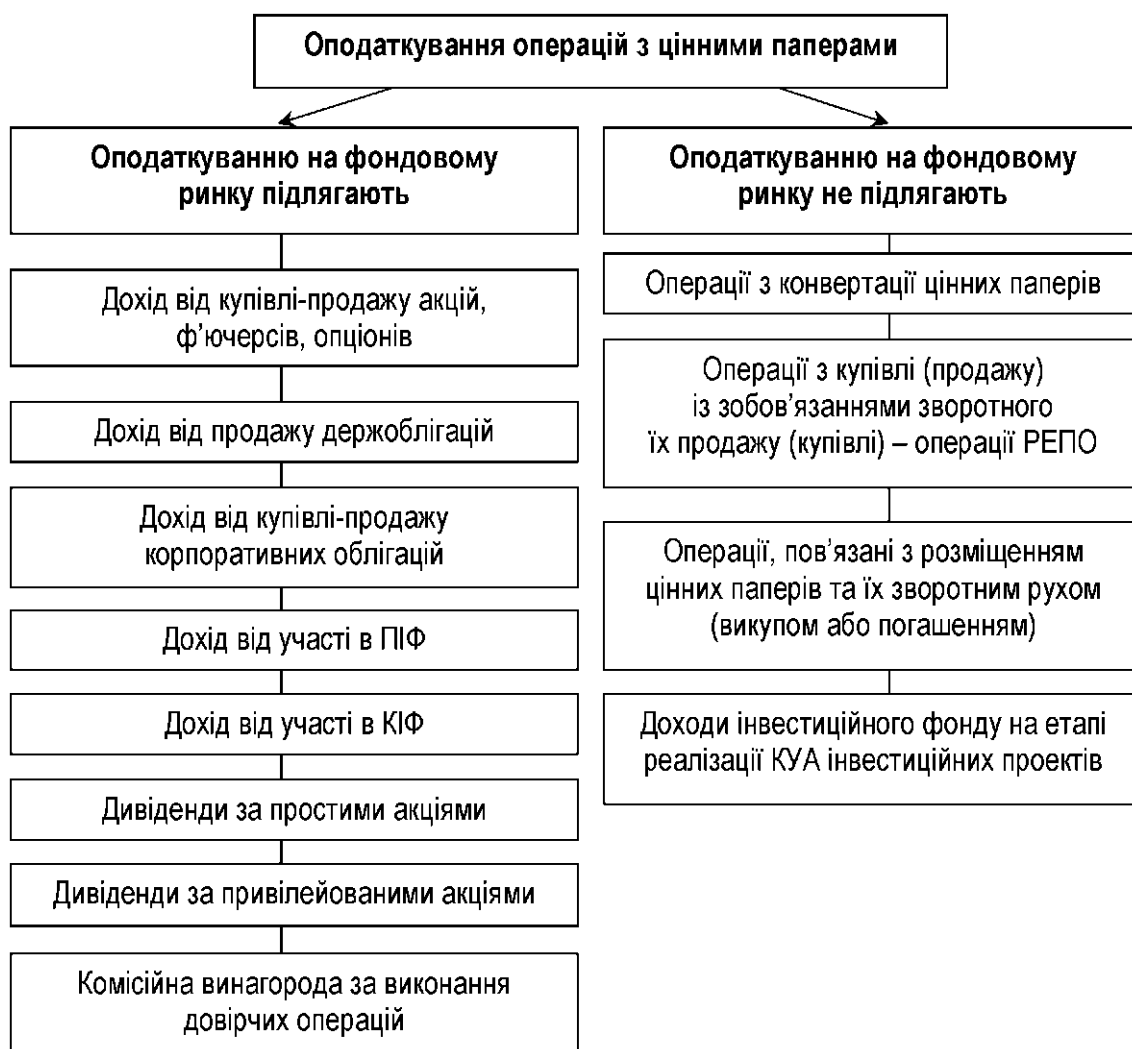 Оподаткування операцій з цінними паперами
Оподаткуванню на фондовому
ринку підлягають
Дохід від купівлі-продажу акцій,
ф’ючерсів, опціонів
Дохід від продажу держоблігацій
Дохід від купівлі-продажу
корпоративних облігацій
Дохід від участі в ПІФ
Дохід від участі в КІФ
Дивіденди за простими акціями
Дивіденди за привілейованими акціями
Комісійна винагорода за виконання
довірчих операцій
Оподаткуванню на фондовому
ринку не підлягають
Операції з конвертації цінних паперів
Операції з купівлі (продажу)
із зобов’язаннями зворотного
їх продажу (купівлі) – операції РЕПО
Операції, пов’язані з розміщенням
цінних паперів та їх зворотним рухом
(викупом або погашенням)
Доходи інвестиційного фонду на етапі
реалізації КУА інвестиційних проектів